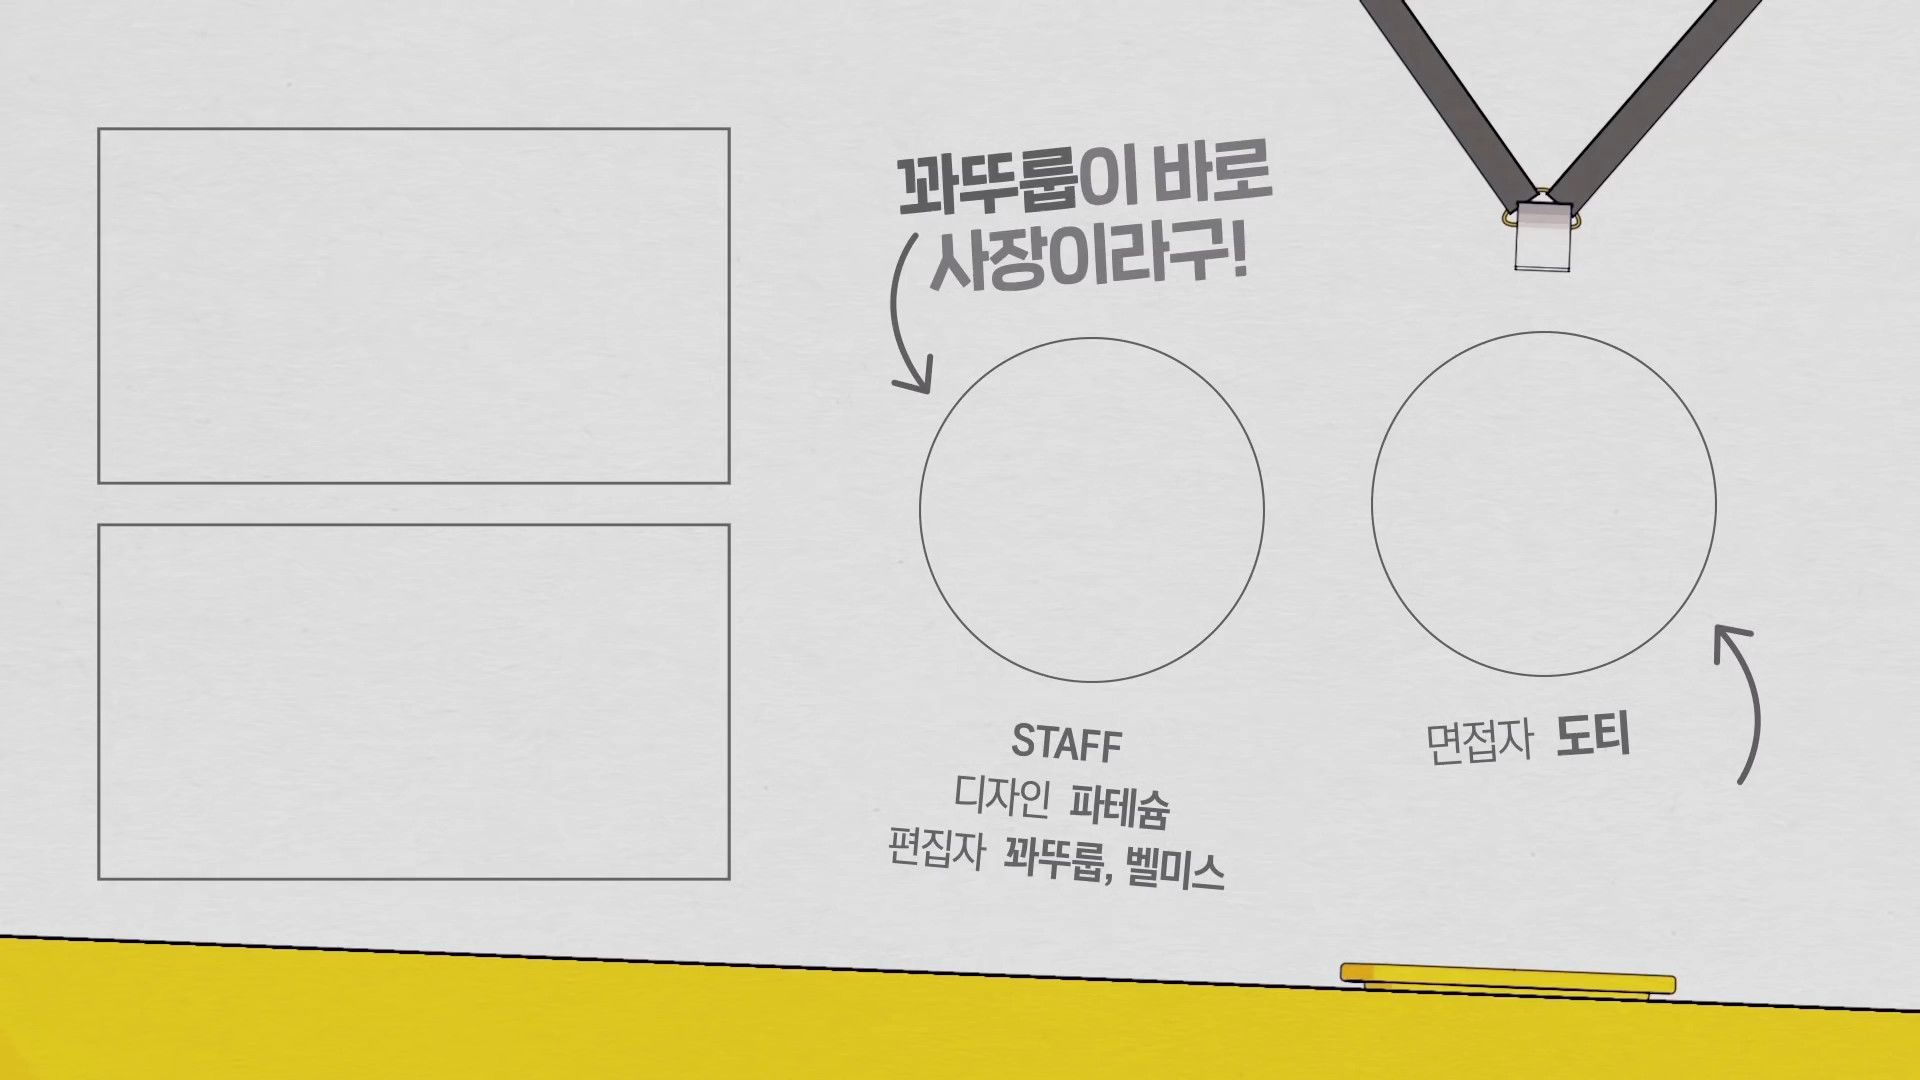 꽈뚜룹이 바로
사장이라구!
STAFF
디자인 파테슘
편집자 꽈뚜룹, 벨미스
면접자 도티